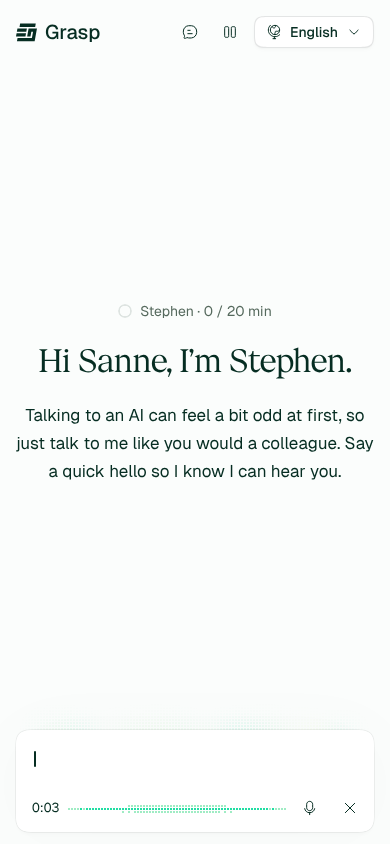 Grasp
English
Stephen · 0 / 20 min
Hi Sanne, I’m Stephen.
Talking to an AI can feel a bit odd at first, so
just talk to me like you would a colleague. Say
a quick hello so I know I can hear you.
0:03